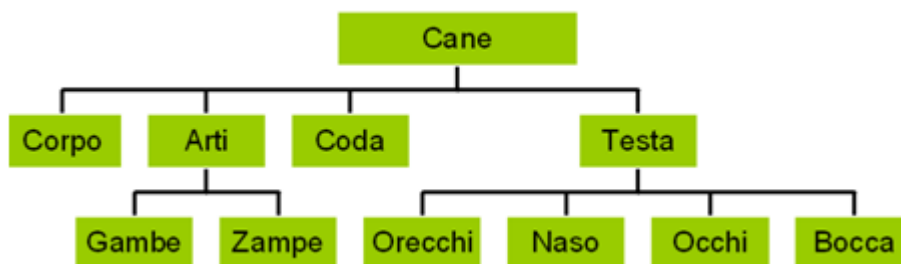 Cane
Corpo Arti Coda Testa
Gambe Zampe Orecchi Naso Occhi Bocca